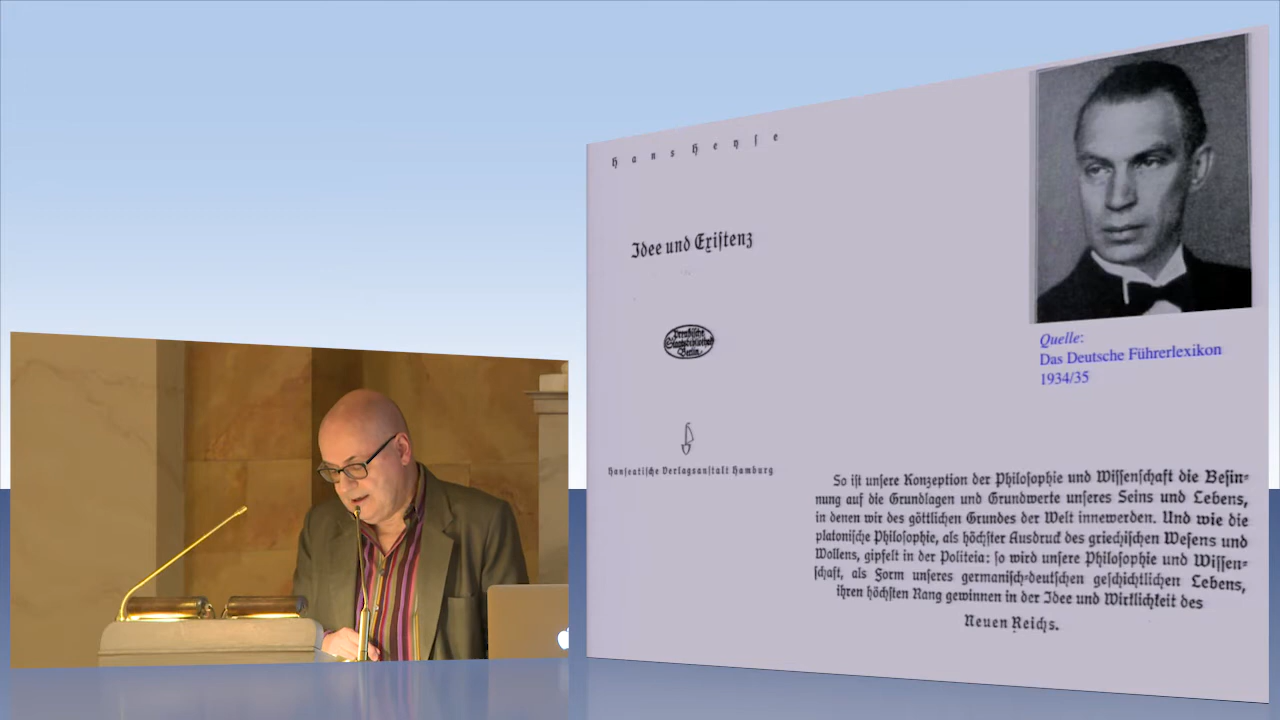 Hans Heyse
Idee und Existenz
Preußische
Staatsbibliothek
Berlin
Hanseatische Verlagsanstalt Hamburg
Quelle:
Das Deutsche Führerlexikon
1934/35
So ist unsere Konzeption der Philosophie und Wissenschaft die Besin-
nung auf die Grundlagen und Grundwerte unseres Seins und Lebens,
in denen wir des göttlichen Grundes der Welt innewerden. Und wie die
platonische Philosophie, als höchster Ausdruck des griechischen Wesens und
Wollens, gipfelt in der Politeia: so wird unsere Philosophie und Wissen-
schaft, als Form unseres germanisch-deutschen geschichtlichen Lebens,
ihren höchsten Rang gewinnen in der Idee und Wirklichkeit des
Neuen Reichs.